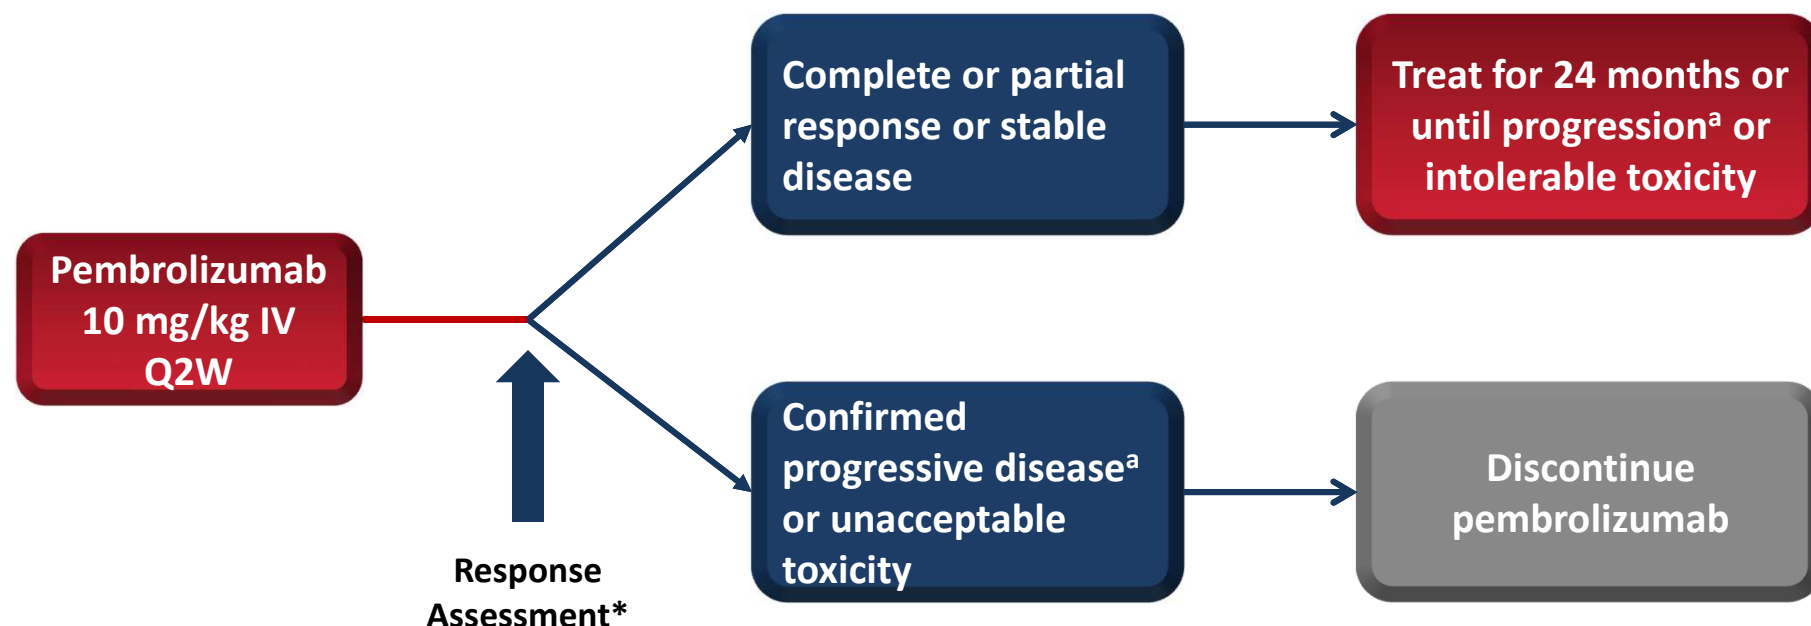 Pembrolizumab
10 mg/kg IV
Q2W
Response
Assessment*
Complete or partial
response or stable
disease
Treat for 24 months or
until progressionᵃ or
intolerable toxicity
Confirmed
progressive diseaseᵃ
or unacceptable
toxicity
Discontinue
pembrolizumab